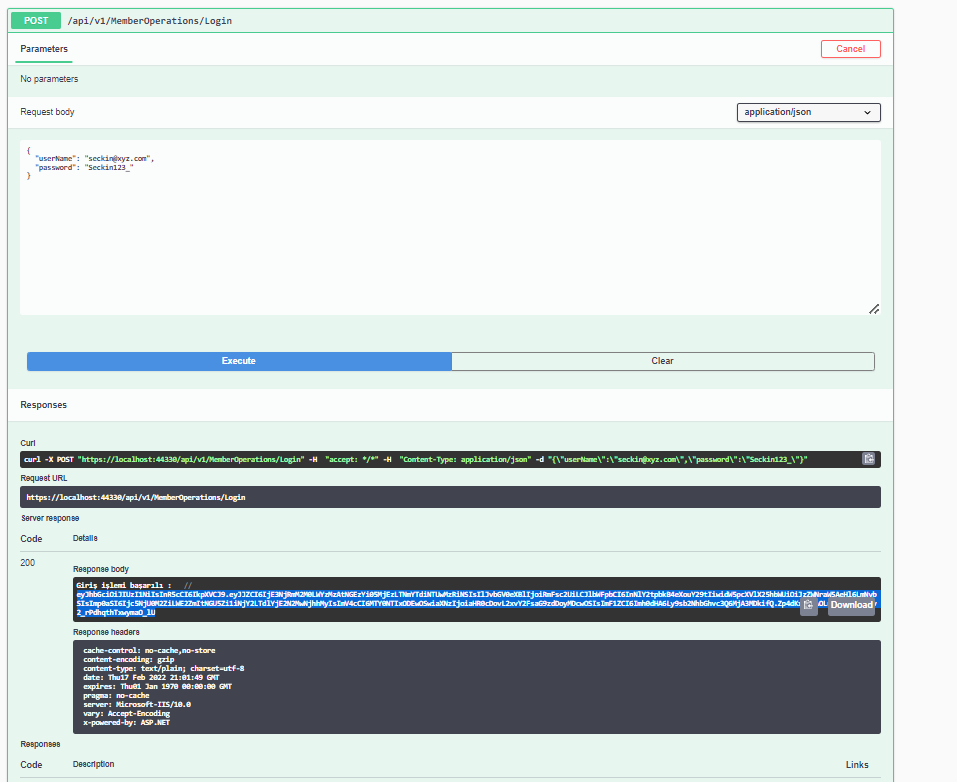 POST /api/v1/MemberOperations/Login
Parameters
Cancel
No parameters
Request body
application/json
{
"userName": "seckin@xyz.com",
"password": "Seckin123_"
}
Execute
Clear
Responses
Curl
curl -X POST "https://localhost:44330/api/v1/MemberOperations/Login" -H "accept: */*" -H "Content-Type: application/json" -d "{\"userName\":\"seckin@xyz.com\",\"password\":\"Seckin123_\"}"
Request URL
https://localhost:44330/api/v1/MemberOperations/Login
Server response
Code Details
200
Response body
Giriş işlemi başarılı : //
Download
2_rPdhqthTxwymaO_lU
Response headers
cache-control: no-cache,no-store
content-encoding: gzip
content-type: text/plain; charset=utf-8
date: Thu17 Feb 2022 21:01:49 GMT
expires: Thu01 Jan 1970 00:00:00 GMT
pragma: no-cache
server: Microsoft-IIS/10.0
vary: Accept-Encoding
x-powered-by: ASP.NET
Responses
Code Description Links